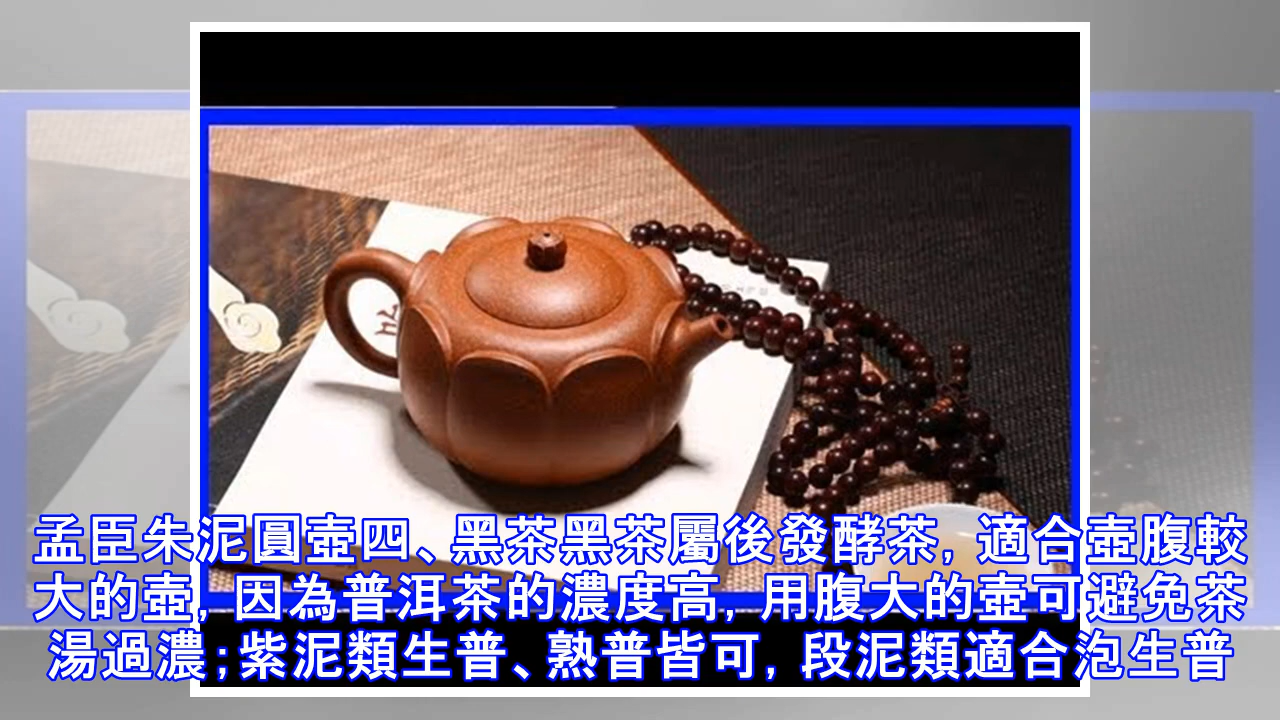 孟臣朱泥圓壺四、黑茶黑茶屬後發酵茶, 適合壺腹較
大的壺, 因為普洱茶的濃度高, 用腹大的壺可避免茶
湯過濃;紫泥類生普、熟普皆可, 段泥類適合泡生普